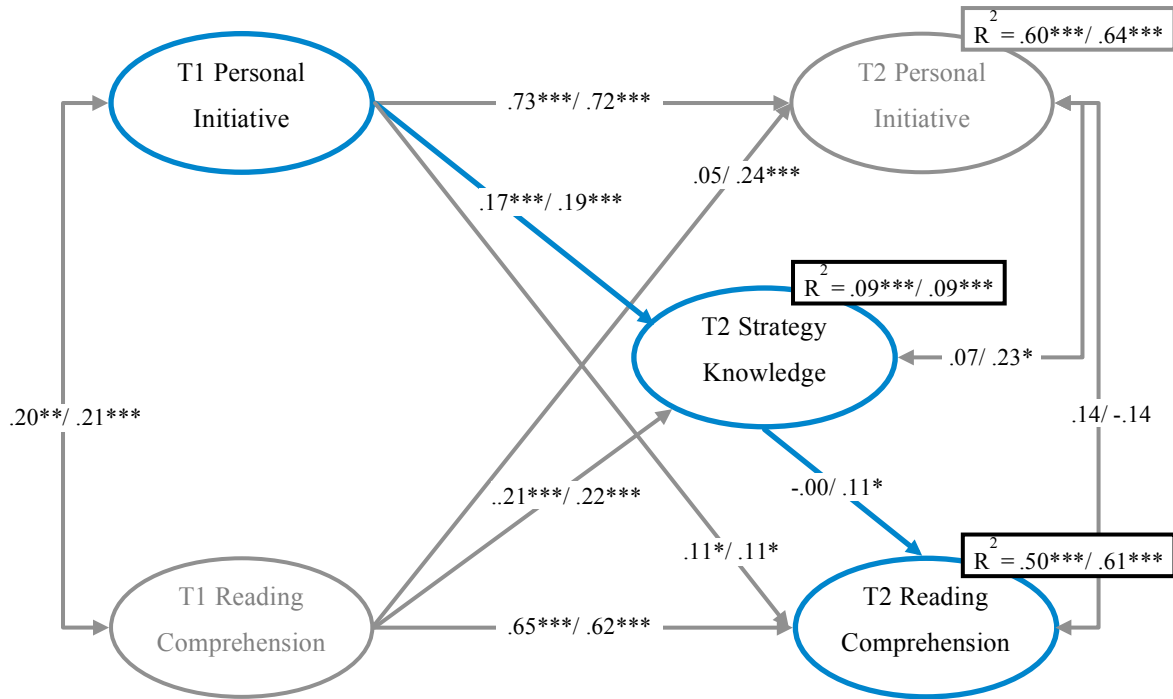 R² = .60***/ .64***
T1 Personal
Initiative
T2 Personal
Initiative
.73***/ .72***
.05/ .24***
.17***/ .19***
R² = .09***/ .09***
T2 Strategy
Knowledge
.07/ .23*
.20**/ .21***
.14/ -.14
-.00/ .11*
..21***/ .22***
.11*/ .11*
R² = .50***/ .61***
T1 Reading
Comprehension
.65***/ .62***
T2 Reading
Comprehension